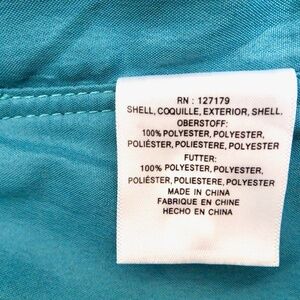 RN : 127179
SHELL, COQUILLE, EXTERIOR, SHELL,
OBERSTOFF:
100% POLYESTER, POLYESTER,
POLIÉSTER, POLIESTERE, POLYESTER
FUTTER:
100% POLYESTER, POLYESTER,
POLIÉSTER, POLIESTERE, POLYESTER
MADE IN CHINA
FABRIQUE EN CHINE
HECHO EN CHINA